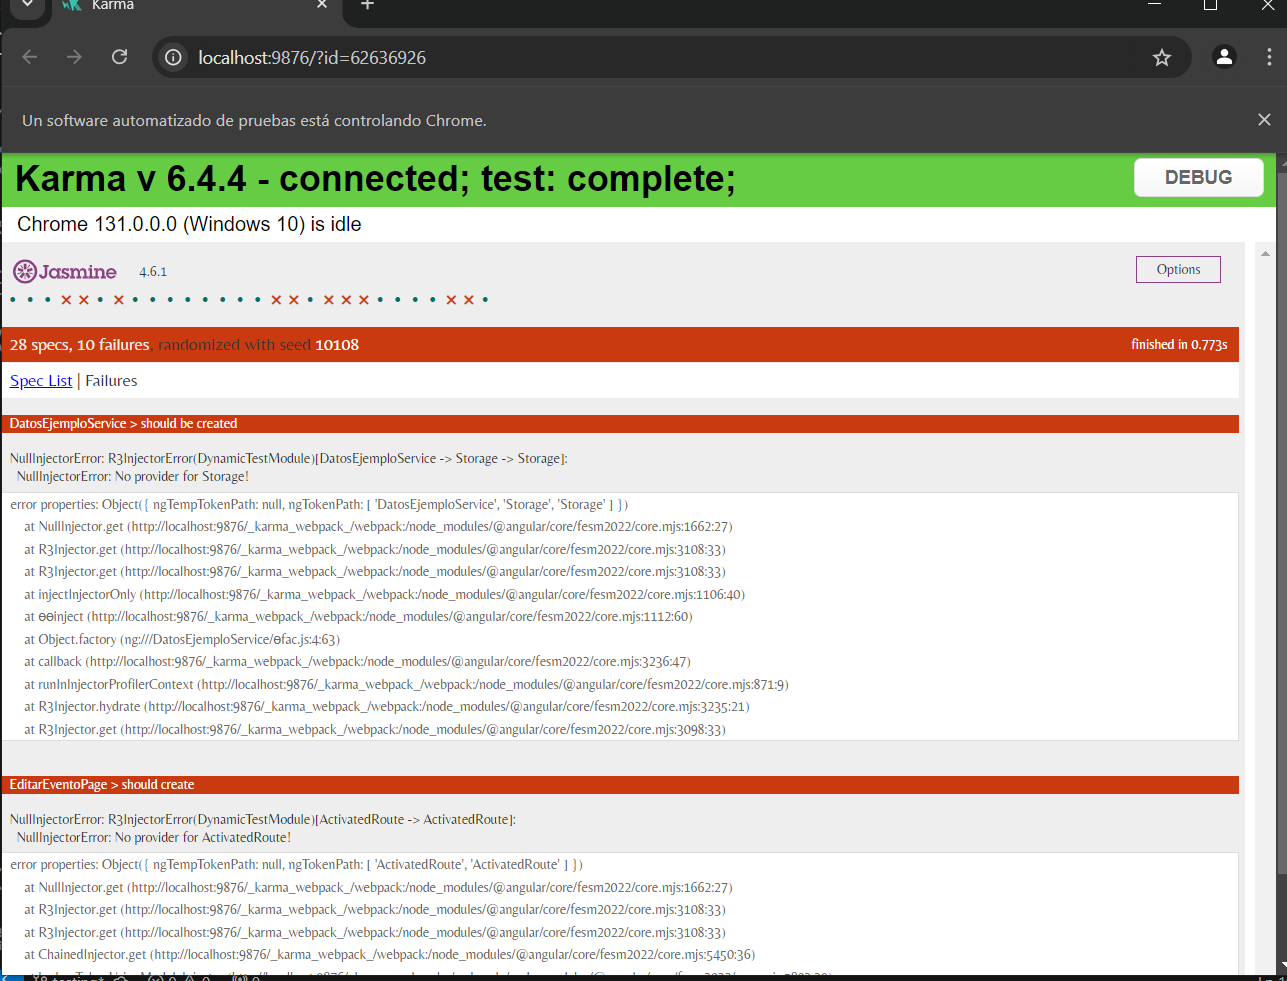 Karma
localhost:9876/?id=62636926
Un software automatizado de pruebas está controlando Chrome.
Karma v 6.4.4 - connected; test: complete;
DEBUG
Chrome 131.0.0.0 (Windows 10) is idle
Jasmine 4.6.1
Options
28 specs, 10 failures, randomized with seed 10108
finished in 0.773s
Spec List | Failures
DatosEjemploService > should be created
NullInjectorError: R3InjectorError(DynamicTestModule)[DatosEjemploService -> Storage -> Storage]:
NullInjectorError: No provider for Storage!
error properties: Object({ ngTempTokenPath: null, ngTokenPath: [ 'DatosEjemploService', 'Storage', 'Storage' ] })
at NullInjector.get (http://localhost:9876/_karma_webpack_/webpack:/node_modules/@angular/core/fesm2022/core.mjs:1662:27)
at R3Injector.get (http://localhost:9876/_karma_webpack_/webpack:/node_modules/@angular/core/fesm2022/core.mjs:3108:33)
at R3Injector.get (http://localhost:9876/_karma_webpack_/webpack:/node_modules/@angular/core/fesm2022/core.mjs:3108:33)
at injectInjectorOnly (http://localhost:9876/_karma_webpack_/webpack:/node_modules/@angular/core/fesm2022/core.mjs:1106:40)
at ɵɵinject (http://localhost:9876/_karma_webpack_/webpack:/node_modules/@angular/core/fesm2022/core.mjs:1112:60)
at Object.factory (ng:///DatosEjemploService/ɵfac.js:4:63)
at callback (http://localhost:9876/_karma_webpack_/webpack:/node_modules/@angular/core/fesm2022/core.mjs:3236:47)
at runInInjectorProfilerContext (http://localhost:9876/_karma_webpack_/webpack:/node_modules/@angular/core/fesm2022/core.mjs:871:9)
at R3Injector.hydrate (http://localhost:9876/_karma_webpack_/webpack:/node_modules/@angular/core/fesm2022/core.mjs:3235:21)
at R3Injector.get (http://localhost:9876/_karma_webpack_/webpack:/node_modules/@angular/core/fesm2022/core.mjs:3098:33)
EditarEventoPage > should create
NullInjectorError: R3InjectorError(DynamicTestModule)[ActivatedRoute -> ActivatedRoute]:
NullInjectorError: No provider for ActivatedRoute!
error properties: Object({ ngTempTokenPath: null, ngTokenPath: [ 'ActivatedRoute', 'ActivatedRoute' ] })
at NullInjector.get (http://localhost:9876/_karma_webpack_/webpack:/node_modules/@angular/core/fesm2022/core.mjs:1662:27)
at R3Injector.get (http://localhost:9876/_karma_webpack_/webpack:/node_modules/@angular/core/fesm2022/core.mjs:3108:33)
at R3Injector.get (http://localhost:9876/_karma_webpack_/webpack:/node_modules/@angular/core/fesm2022/core.mjs:3108:33)
at ChainedInjector.get (http://localhost:9876/_karma_webpack_/webpack:/node_modules/@angular/core/fesm2022/core.mjs:5450:36)